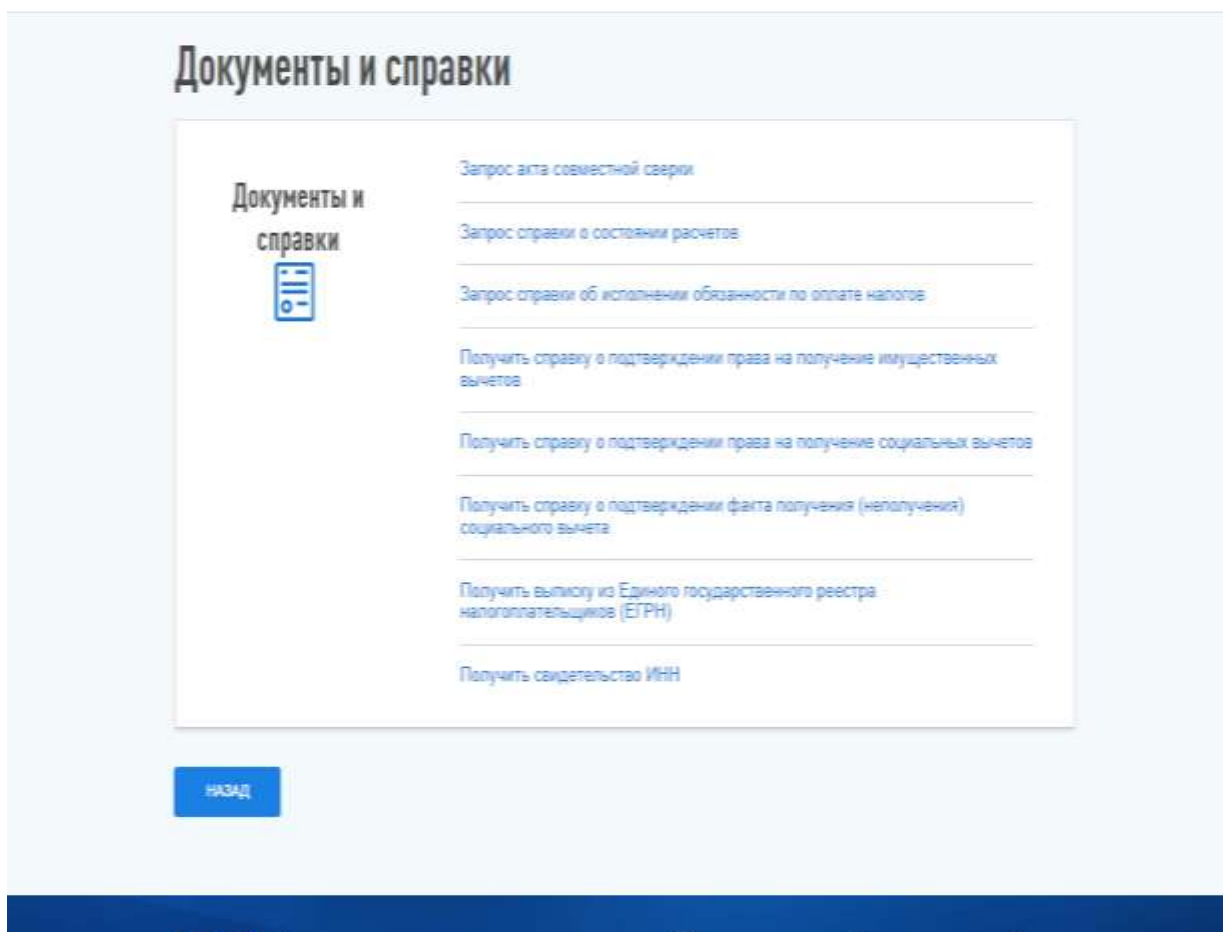 Документы и справки
Документы и
справки
Запрос акта совместной сверки
Запрос справки о состоянии расчетов
Запрос справки об исполнении обязанности по оплате налогов
Получить справку о подтверждении права на получение имущественных
вычетов
Получить справку о подтверждении права на получение социальных вычетов
Получить справку о подтверждении факта получения (неполучения)
социального вычета
Получить выписку из Единого государственного реестра
налогоплательщиков (ЕГРН)
Получить свидетельство ИНН
НАЗАД